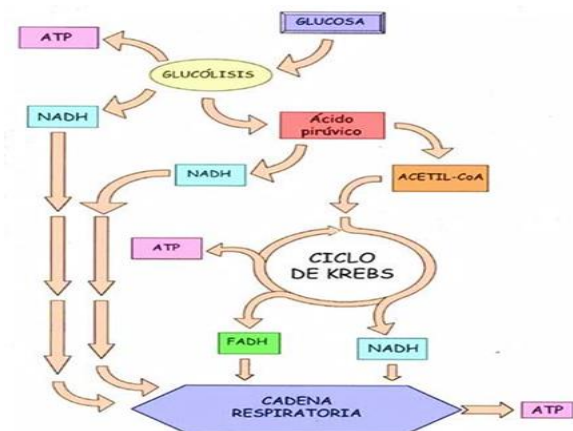 GLUCOSA
ATP
GLUCÓLISIS
NADH
Ácido
pirúvico
NADH
ACETIL-CoA
ATP
CICLO
DE KREBS
FADH
NADH
CADENA
RESPIRATORIA
ATP